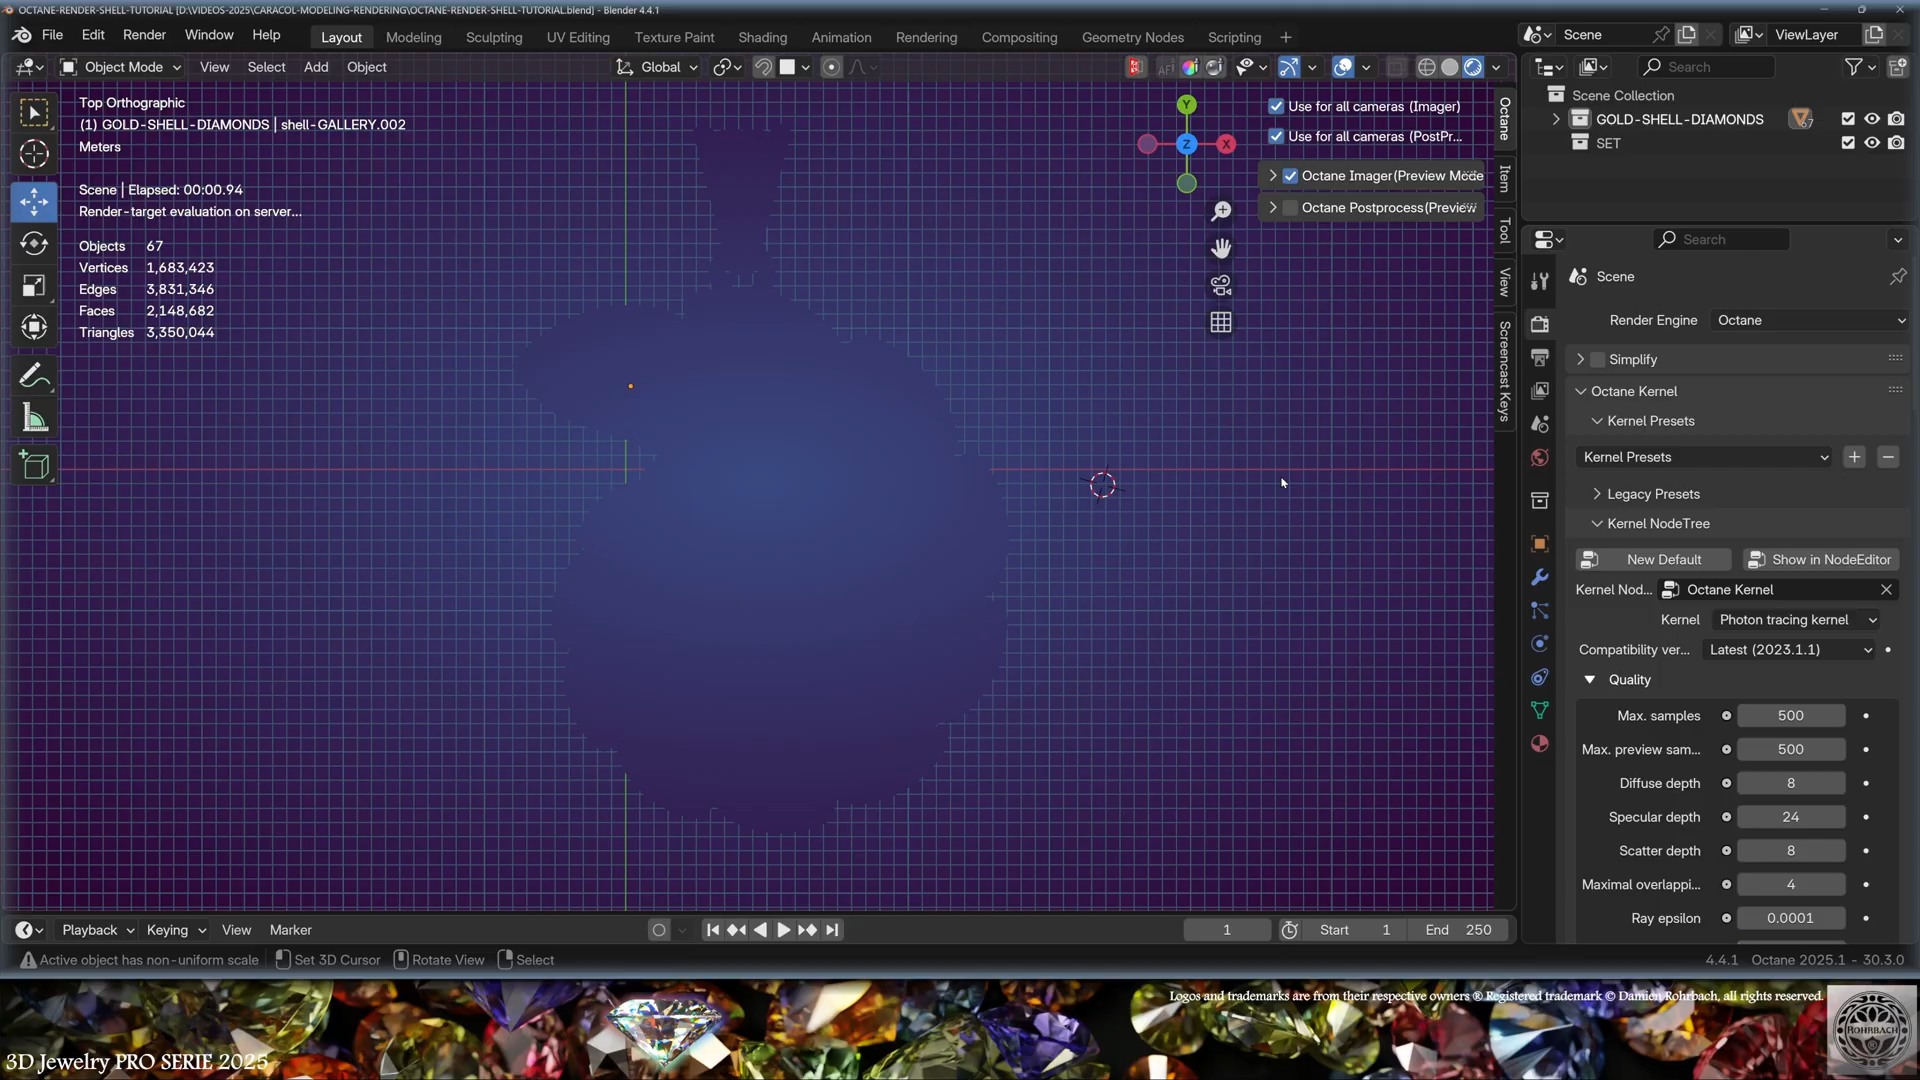 OCTANE-RENDER-SHELL-TUTORIAL [D:\VIDEOS-2025\CARACOL-MODELING-RENDERING\OCTANE-RENDER-SHELL-TUTORIAL.blend] - Blender 4.4.1
File Edit Render Window Help Layout Modeling Sculpting UV Editing Texture Paint Shading Animation Rendering Compositing Geometry Nodes Scripting + Scene ViewLayer
Object Mode View Select Add Object Global Search
Top Orthographic
(1) GOLD-SHELL-DIAMONDS | shell-GALLERY.002
Meters
Scene | Elapsed: 00:00.94
Render-target evaluation on server...
Objects 67
Vertices 1,683,423
Edges 3,831,346
Faces 2,148,682
Triangles 3,350,044
Y
Z
X
Use for all cameras (Imager)
Use for all cameras (PostPr...
Octane Imager(Preview Mode
Octane Postprocess(Preview
Octane
Item
Tool
View
Screencast Keys
Scene Collection
GOLD-SHELL-DIAMONDS 67
SET
Search
Scene
Render Engine Octane
Simplify
Octane Kernel
Kernel Presets
Kernel Presets
Legacy Presets
Kernel NodeTree
New Default Show in NodeEditor
Kernel Nod... Octane Kernel
Kernel Photon tracing kernel
Compatibility ver... Latest (2023.1.1)
Quality
Max. samples 500
Max. preview sam... 500
Diffuse depth 8
Specular depth 24
Scatter depth 8
Maximal overlappi... 4
Ray epsilon 0.0001
Playback Keying View Marker 1 Start 1 End 250
Active object has non-uniform scale Set 3D Cursor Rotate View Select 4.4.1 Octane 2025.1 - 30.3.0
Logos and trademarks are from their respective owners ® Registered trademark © Damien Rohrbach, all rights reserved.
ROHRBACH
3D Jewelry PRO SERIE 2025